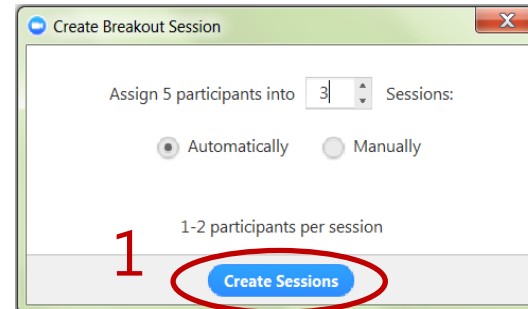 Create Breakout Session
Assign 5 participants into 3 Sessions:
Automatically Manually
1-2 participants per session
1
Create Sessions